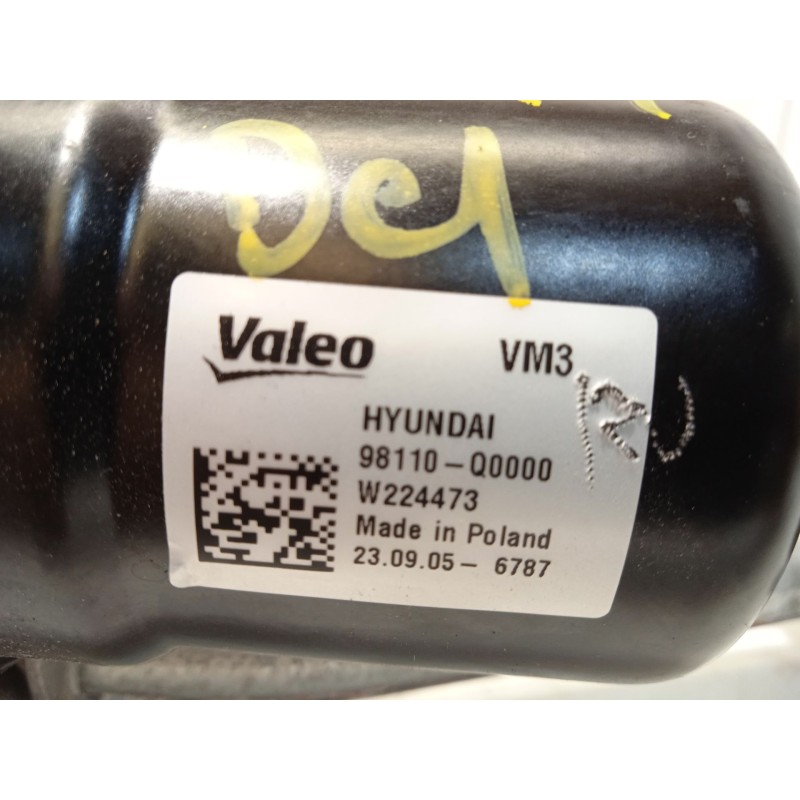 Valeo VM3
HYUNDAI
98110-Q0000
W224473
Made in Poland
23.09.05- 6787